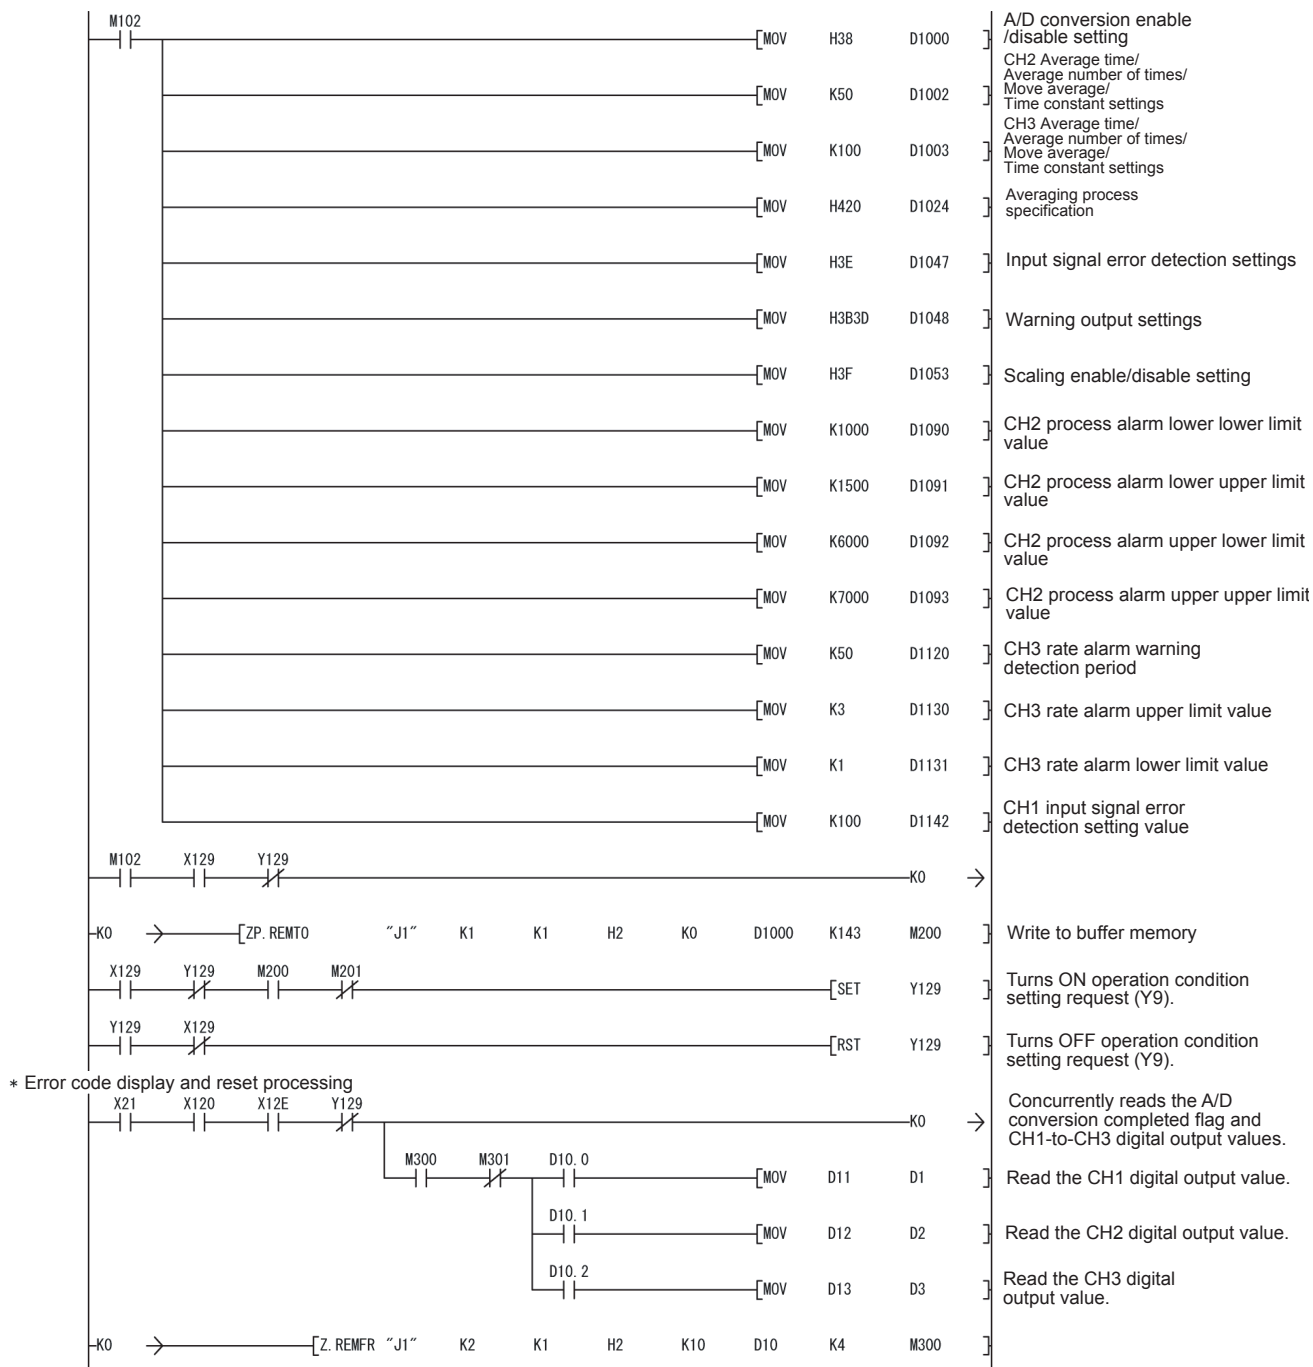 M102
[MOV H38 D1000 ]
A/D conversion enable
/disable setting
[MOV K50 D1002 ]
CH2 Average time/
Average number of times/
Move average/
Time constant settings
[MOV K100 D1003 ]
CH3 Average time/
Average number of times/
Move average/
Time constant settings
[MOV H420 D1024 ]
Averaging process
specification
[MOV H3E D1047 ] Input signal error detection settings
[MOV H3B3D D1048 ] Warning output settings
[MOV H3F D1053 ] Scaling enable/disable setting
[MOV K1000 D1090 ]
CH2 process alarm lower lower limit
value
[MOV K1500 D1091 ]
CH2 process alarm lower upper limit
value
[MOV K6000 D1092 ]
CH2 process alarm upper lower limit
value
[MOV K7000 D1093 ]
CH2 process alarm upper upper limit
value
[MOV K50 D1120 ]
CH3 rate alarm warning
detection period
[MOV K3 D1130 ] CH3 rate alarm upper limit value
[MOV K1 D1131 ] CH3 rate alarm lower limit value
[MOV K100 D1142 ]
CH1 input signal error
detection setting value
M102 X129 Y129
K0
K0 [ZP.REMTO "J1" K1 K1 H2 K0 D1000 K143 M200 ] Write to buffer memory
X129 Y129 M200 M201
[SET Y129 ]
Turns ON operation condition
setting request (Y9).
Y129 X129
[RST Y129 ]
Turns OFF operation condition
setting request (Y9).
* Error code display and reset processing
X21 X120 X12E Y129
K0
Concurrently reads the A/D
conversion completed flag and
CH1-to-CH3 digital output values.
M300 M301 D10.0
[MOV D11 D1 ] Read the CH1 digital output value.
D10.1
[MOV D12 D2 ] Read the CH2 digital output value.
D10.2
[MOV D13 D3 ]
Read the CH3 digital
output value.
K0 [Z.REMFR "J1" K2 K1 H2 K10 D10 K4 M300 ]